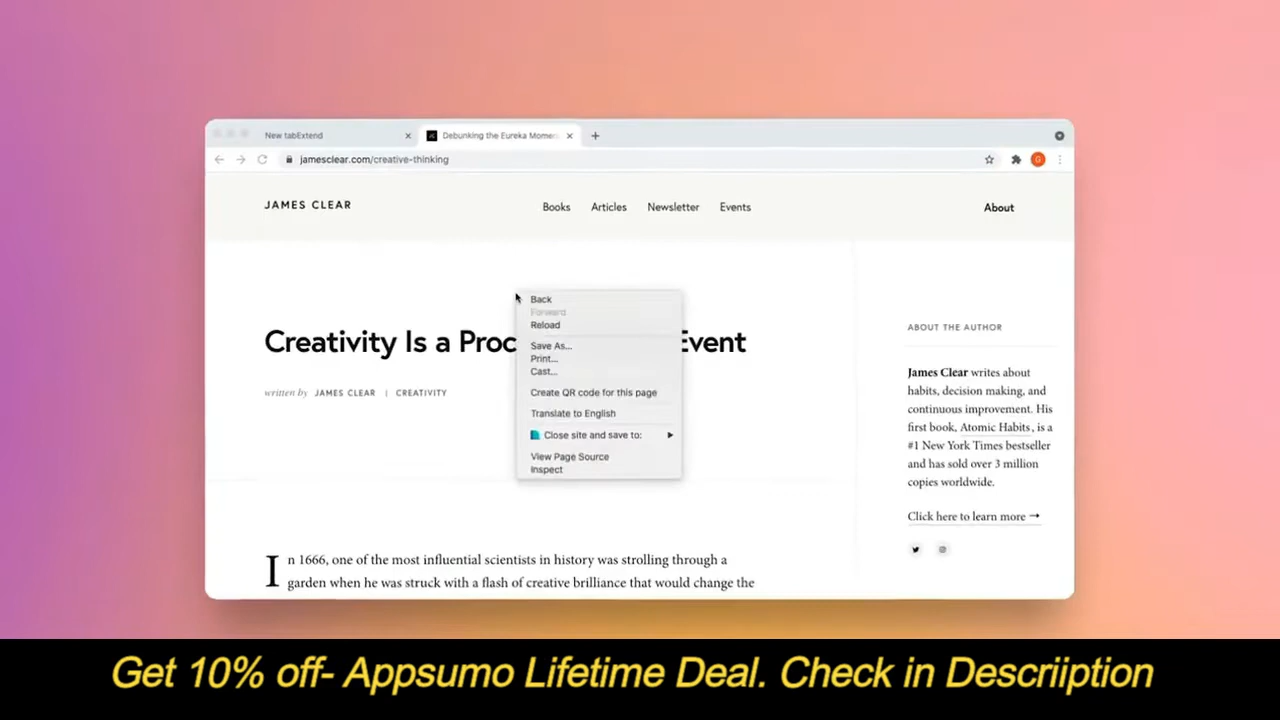 New tabExtend
Debunking the Eureka Momen
jamesclear.com/creative-thinking
G
JAMES CLEAR
Books
Articles
Newsletter
Events
About
Creativity Is a Proc
Event
written by JAMES CLEAR | CREATIVITY
Back
Forward
Reload
Save As...
Print...
Cast...
Create QR code for this page
Translate to English
Close site and save to:
View Page Source
Inspect
ABOUT THE AUTHOR
James Clear writes about
habits, decision making, and
continuous improvement. His
first book, Atomic Habits, is a
#1 New York Times bestseller
and has sold over 3 million
copies worldwide.
Click here to learn more →
In 1666, one of the most influential scientists in history was strolling through a
garden when he was struck with a flash of creative brilliance that would change the
Get 10% off- Appsumo Lifetime Deal. Check in Descriiption